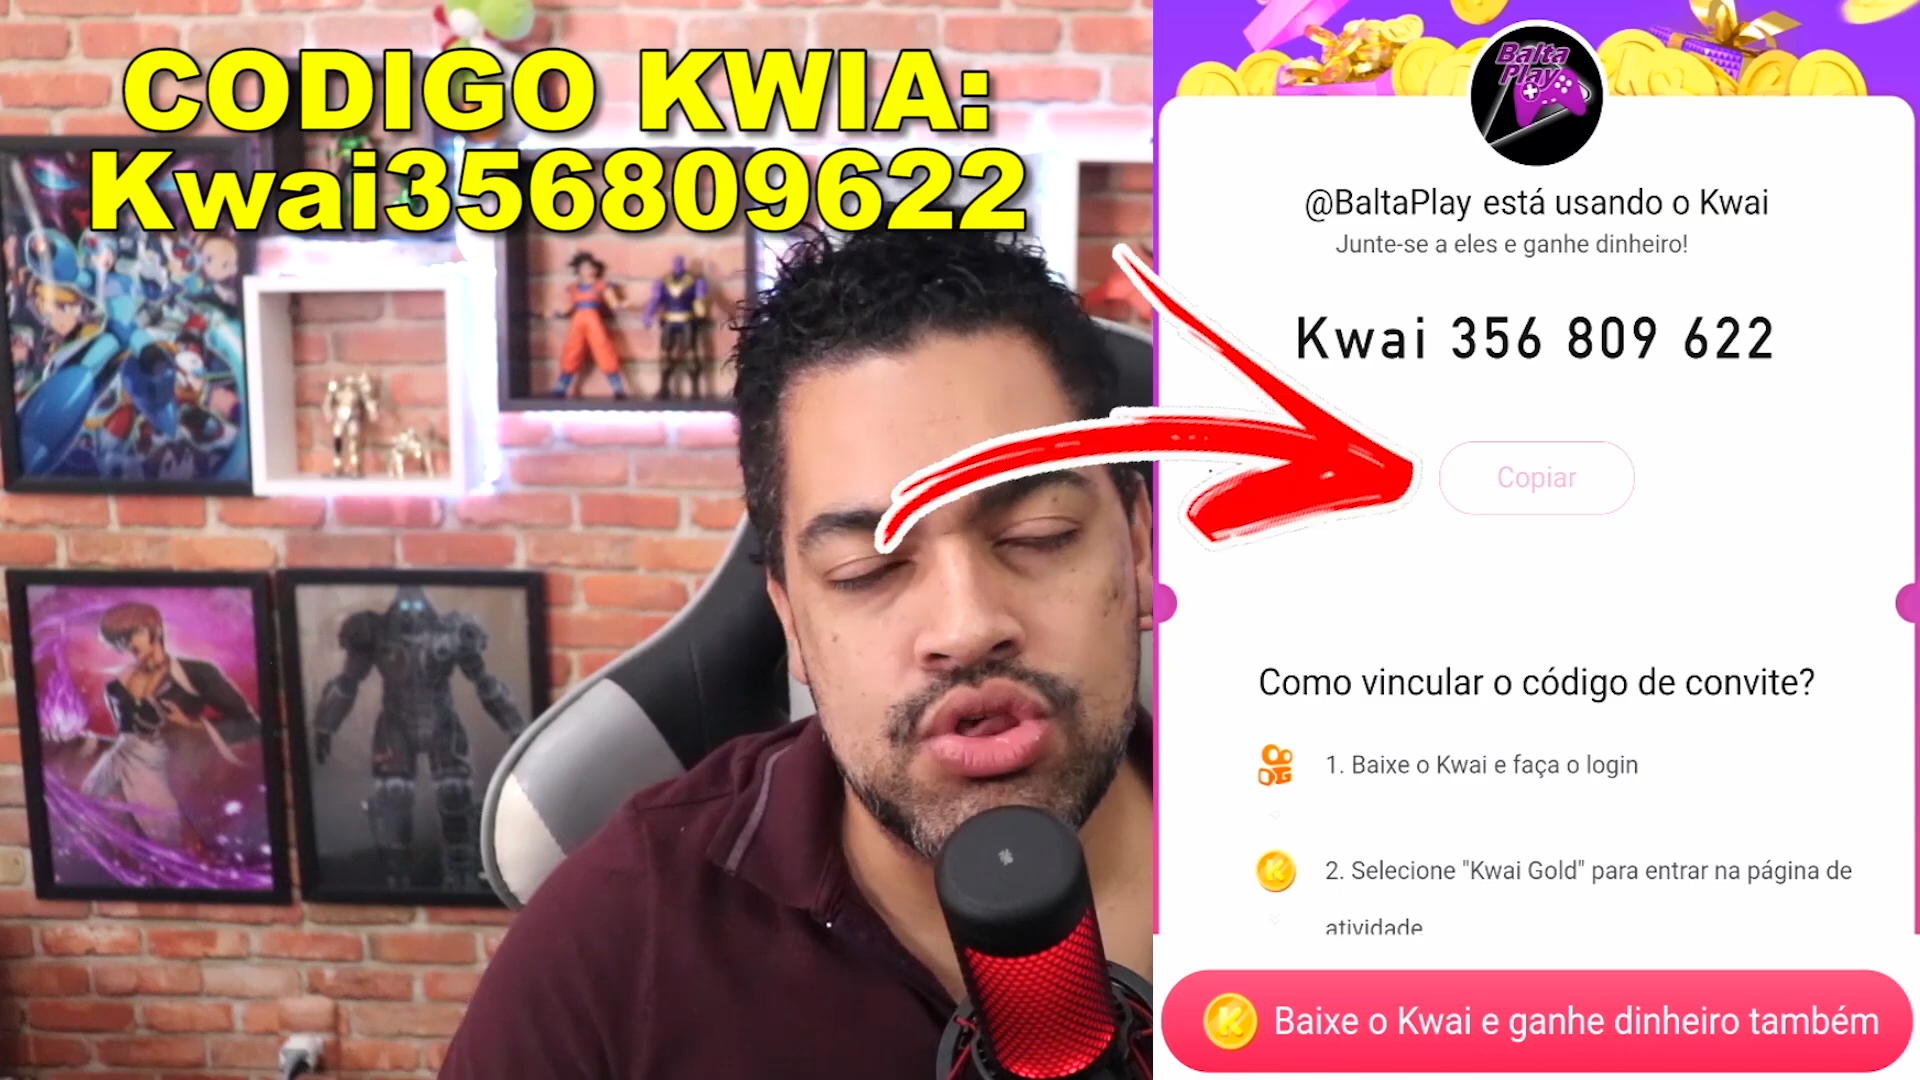 CODIGO KWIA:
Kwai356809622
Balta
Play
@BaltaPlay está usando o Kwai
Junte-se a eles e ganhe dinheiro!
Kwai 356 809 622
Copiar
Como vincular o código de convite?
1. Baixe o Kwai e faça o login
2. Selecione "Kwai Gold" para entrar na página de
atividade
Baixe o Kwai e ganhe dinheiro também